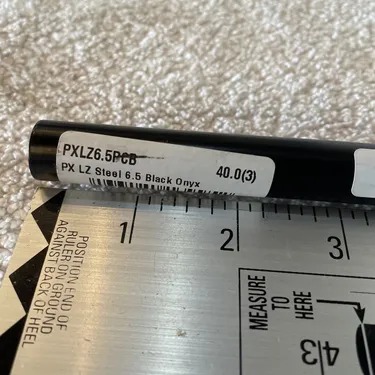 PXLZ6.5PCB
PX LZ Steel 6.5 Black Onyx
40.0(3)
1 2 3
POSITION END OF
RULER ON GROUND
AGAINST BACK OF HEEL
MEASURE
TO
HERE
43